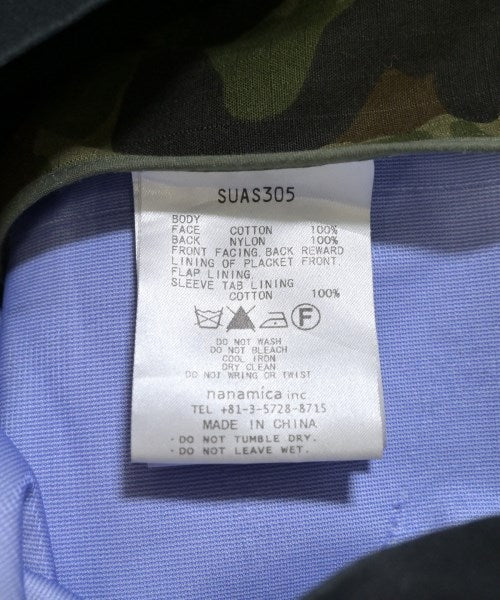 SUAS305
BODY
FACE COTTON 100%
BACK NYLON 100%
FRONT FACING. BACK REWARD
LINING OF PLACKET FRONT
FLAP LINING.
SLEEVE TAB LINING
COTTON 100%
F
DO NOT WASH
DO NOT BLEACH
COOL IRON
DRY CLEAN
DO NOT WRING OR TWIST
nanamica inc.
TEL +81-3-5728-8715
MADE IN CHINA
・DO NOT TUMBLE DRY.
・DO NOT LEAVE WET.